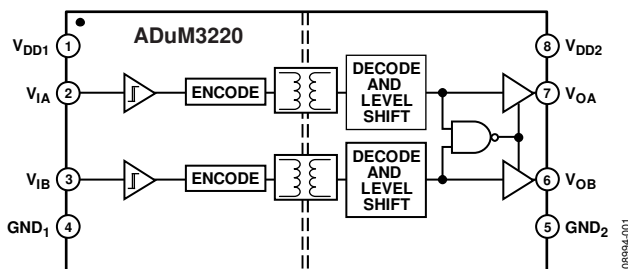 ADuM3220
VDD1 1
8 VDD2
VIA 2
ENCODE
DECODE
AND
LEVEL
SHIFT
7 VOA
VIB 3
ENCODE
DECODE
AND
LEVEL
SHIFT
6 VOB
GND1 4
5 GND2
08994-001